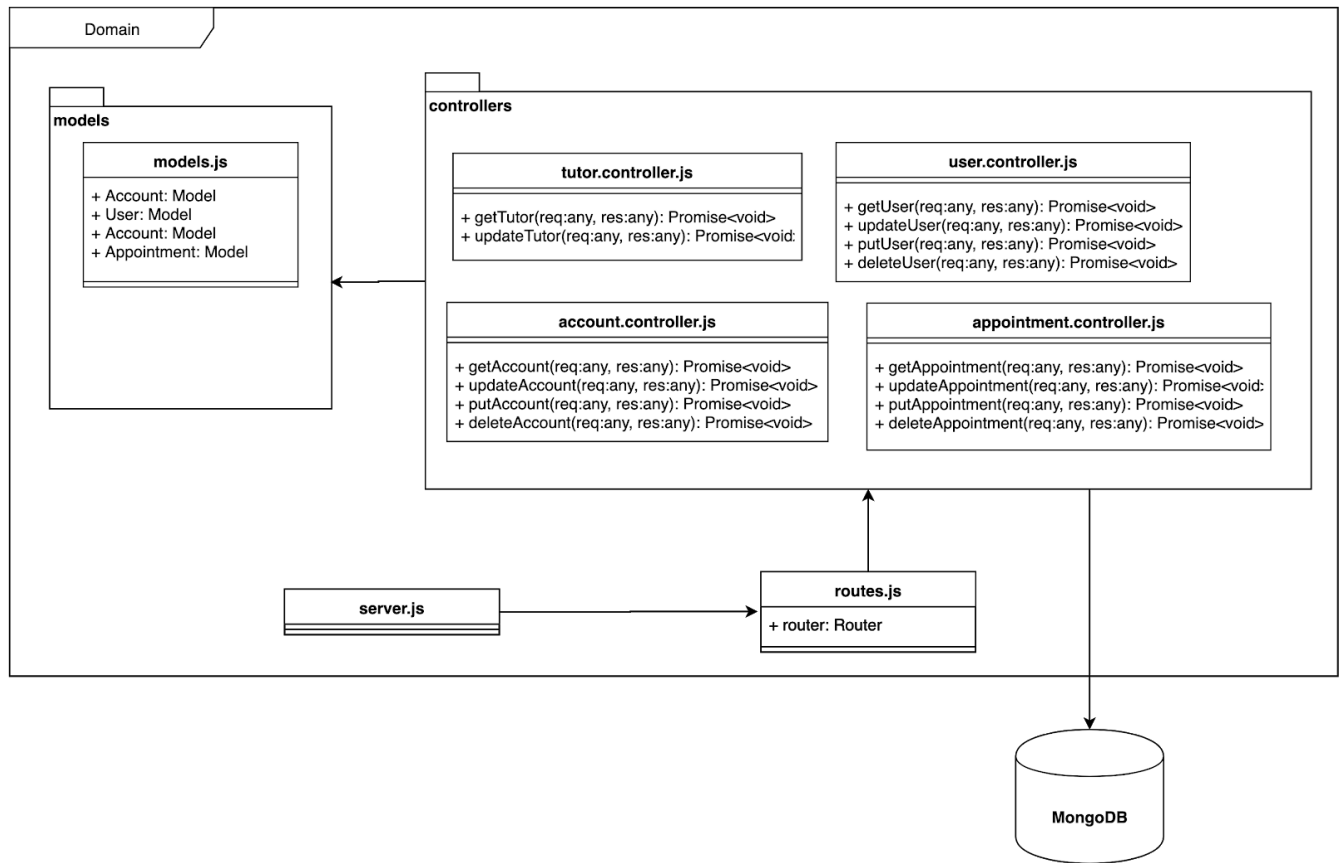 Domain
models
models.js
+ Account: Model
+ User: Model
+ Account: Model
+ Appointment: Model
controllers
tutor.controller.js
+ getTutor(req:any, res:any): Promise<void>
+ updateTutor(req:any, res:any): Promise<void:
user.controller.js
+ getUser(req:any, res:any): Promise<void>
+ updateUser(req:any, res:any): Promise<void>
+ putUser(req:any, res:any): Promise<void>
+ deleteUser(req:any, res:any): Promise<void>
account.controller.js
+ getAccount(req:any, res:any): Promise<void>
+ updateAccount(req:any, res:any): Promise<void>
+ putAccount(req:any, res:any): Promise<void>
+ deleteAccount(req:any, res:any): Promise<void>
appointment.controller.js
+ getAppointment(req:any, res:any): Promise<void>
+ updateAppointment(req:any, res:any): Promise<void:
+ putAppointment(req:any, res:any): Promise<void>
+ deleteAppointment(req:any, res:any): Promise<void>
server.js
routes.js
+ router: Router
MongoDB